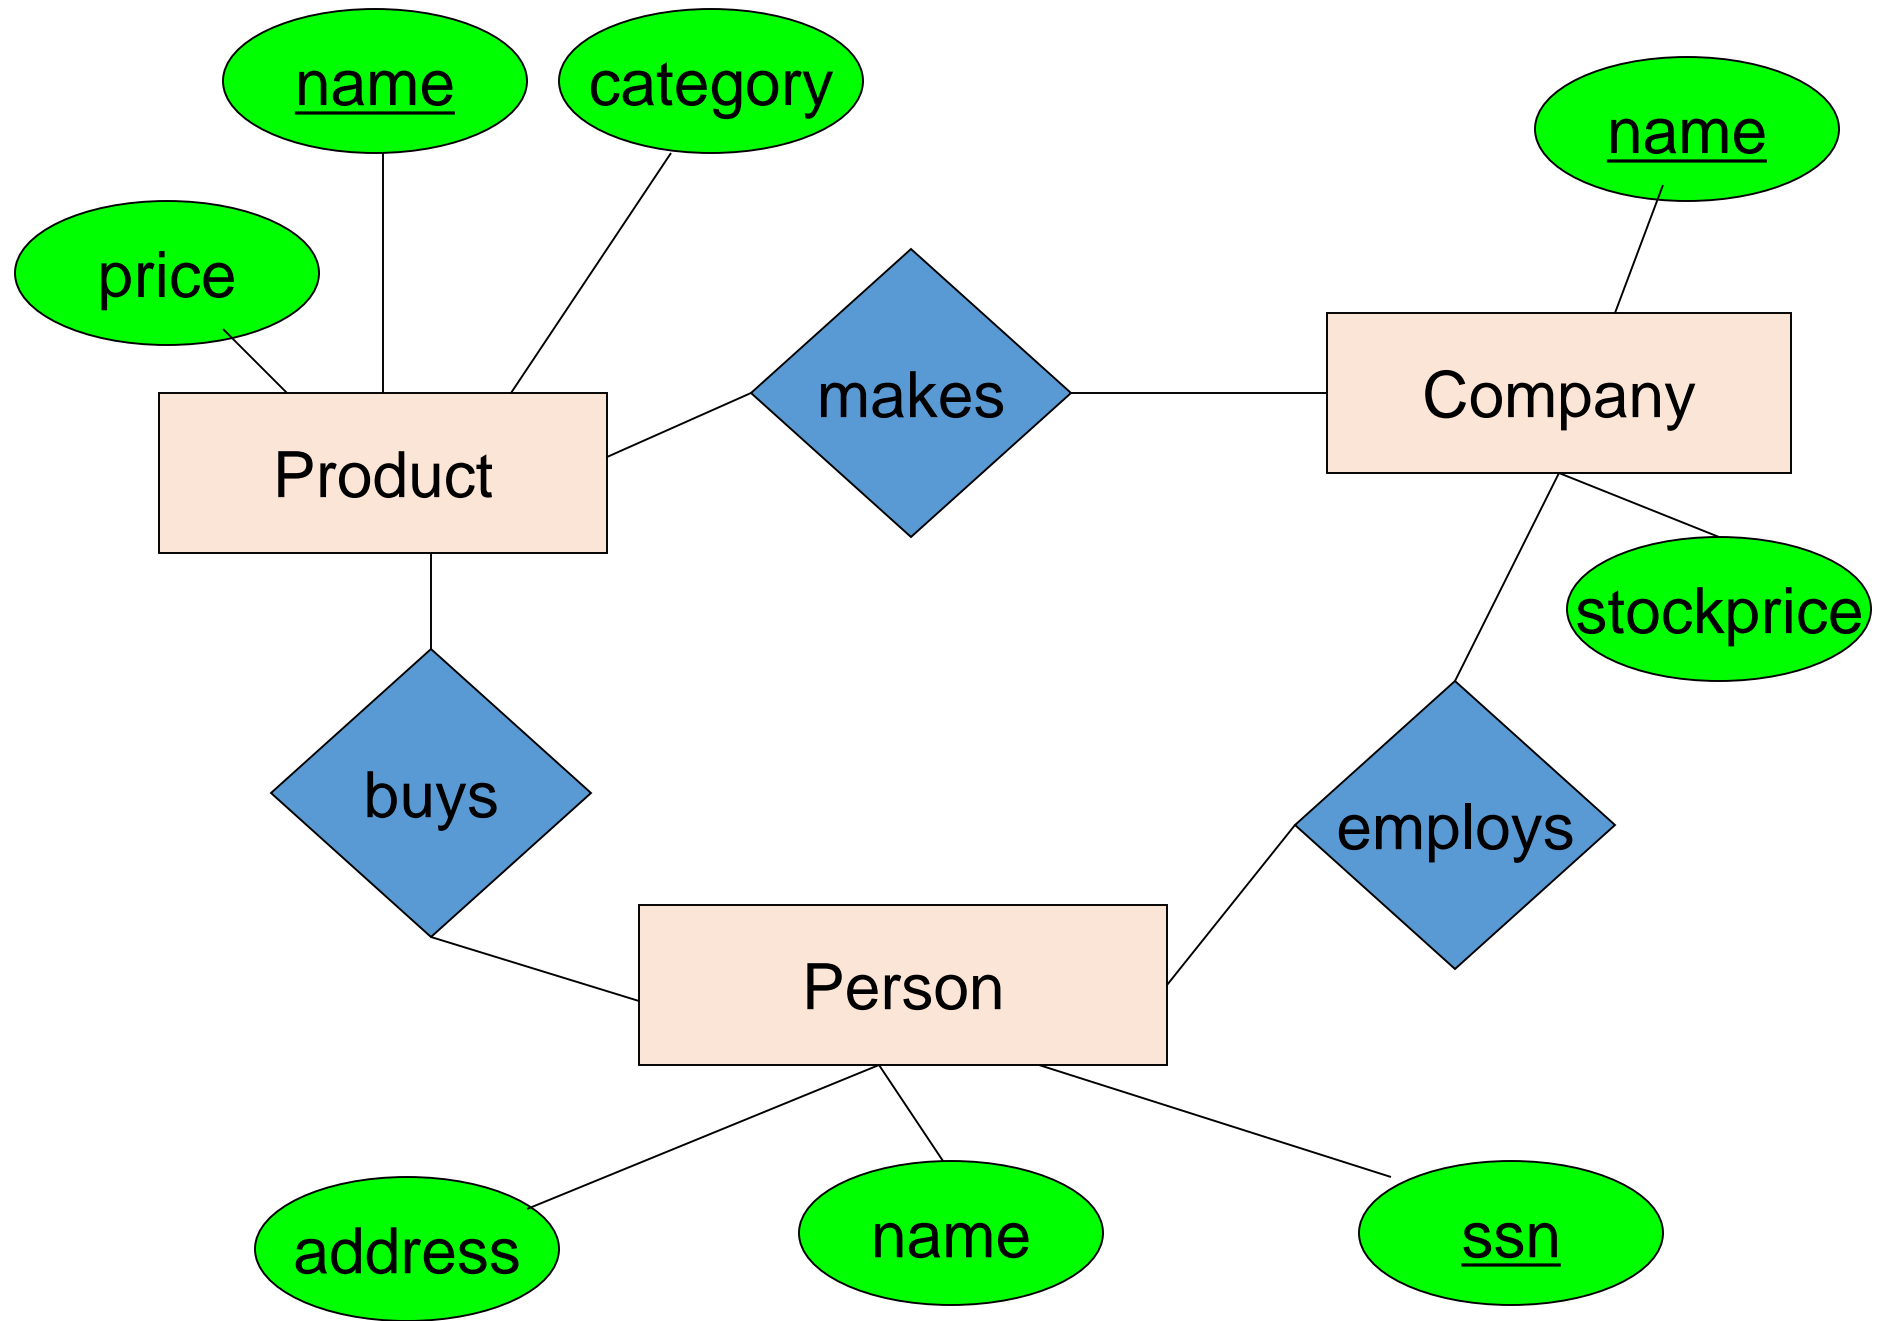 name
category
name
price
makes
Company
Product
stockprice
buys
employs
Person
address
name
ssn